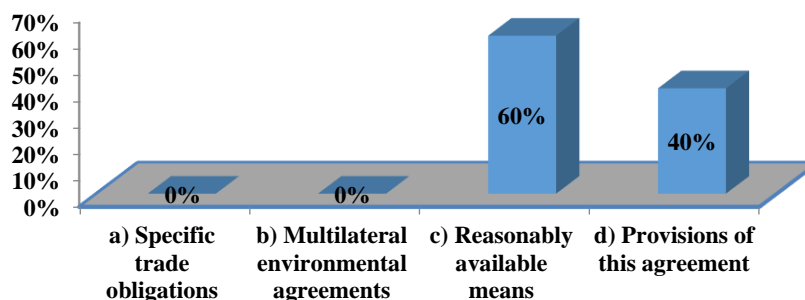 70%
60%
50%
40%
30%
20%
10%
0%
0%
0%
60%
40%
a) Specific
trade
obligations
b) Multilateral
environmental
agreements
c) Reasonably
available
means
d) Provisions of
this agreement